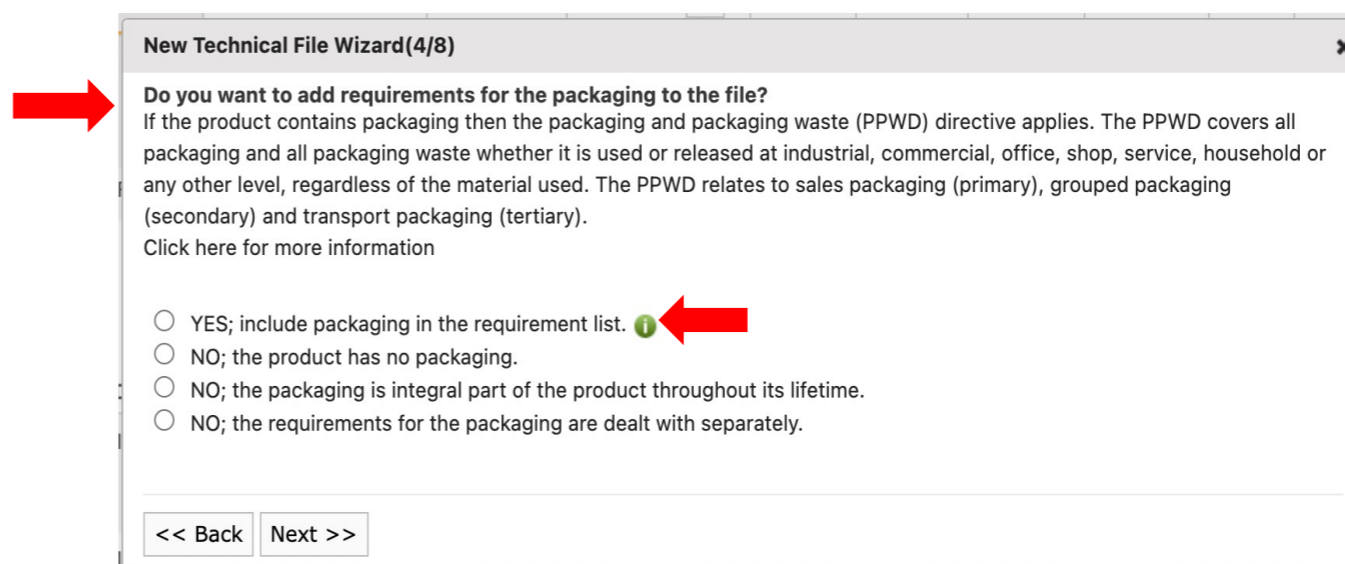 New Technical File Wizard(4/8)
Do you want to add requirements for the packaging to the file?
If the product contains packaging then the packaging and packaging waste (PPWD) directive applies. The PPWD covers all
packaging and all packaging waste whether it is used or released at industrial, commercial, office, shop, service, household or
any other level, regardless of the material used. The PPWD relates to sales packaging (primary), grouped packaging
(secondary) and transport packaging (tertiary).
Click here for more information
YES; include packaging in the requirement list.
NO; the product has no packaging.
NO; the packaging is integral part of the product throughout its lifetime.
NO; the requirements for the packaging are dealt with separately.
<< Back Next >>